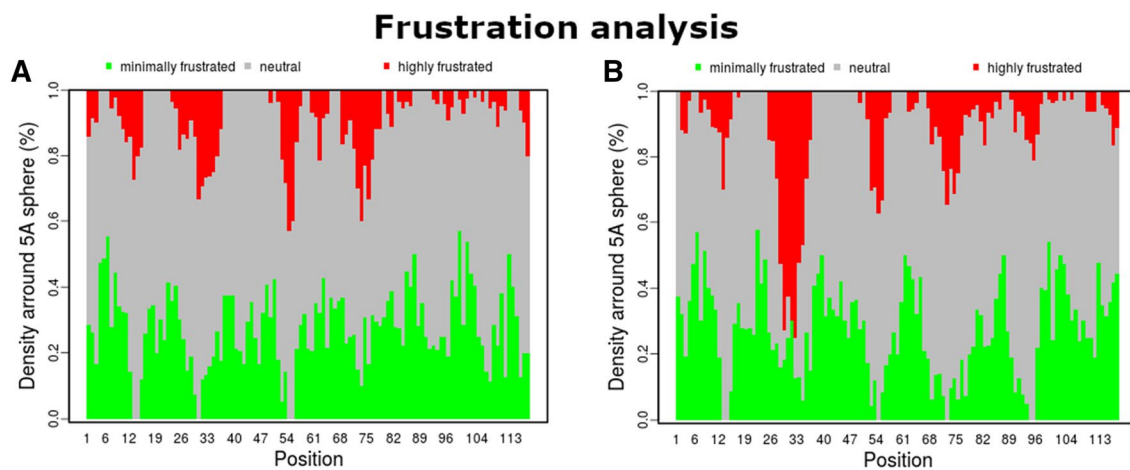 Frustration analysis
A
minimally frustrated neutral highly frustrated
Density arround 5A sphere (%)
1.0
0.8
0.6
0.4
0.2
0.0
1 6 12 19 26 33 40 47 54 61 68 75 82 89 96 104 113
Position
B
minimally frustrated neutral highly frustrated
Density arround 5A sphere (%)
1.0
0.8
0.6
0.4
0.2
0.0
1 6 12 19 26 33 40 47 54 61 68 75 82 89 96 104 113
Position